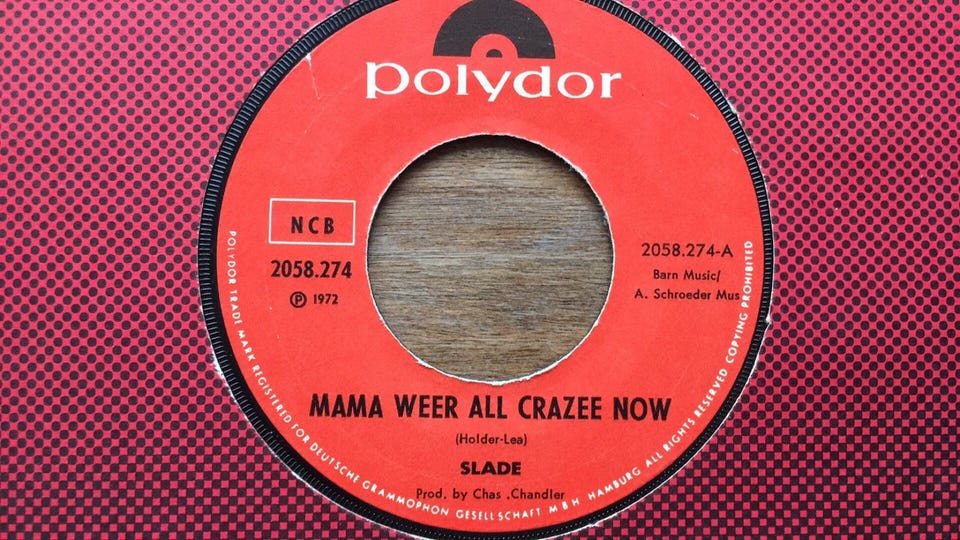 polydor
NCB
2058.274
℗ 1972
2058.274-A
Barn Music/
A. Schroeder Mus
MAMA WEER ALL CRAZEE NOW
(Holder-Lea)
SLADE
Prod. by Chas .Chandler
POLYDOR TRADE MARK REGISTERED FOR DEUTSCHE GRAMMOPHON GESELLSCHAFT MBH HAMBURG ALL RIGHTS RESERVED COPYING PROHIBITED